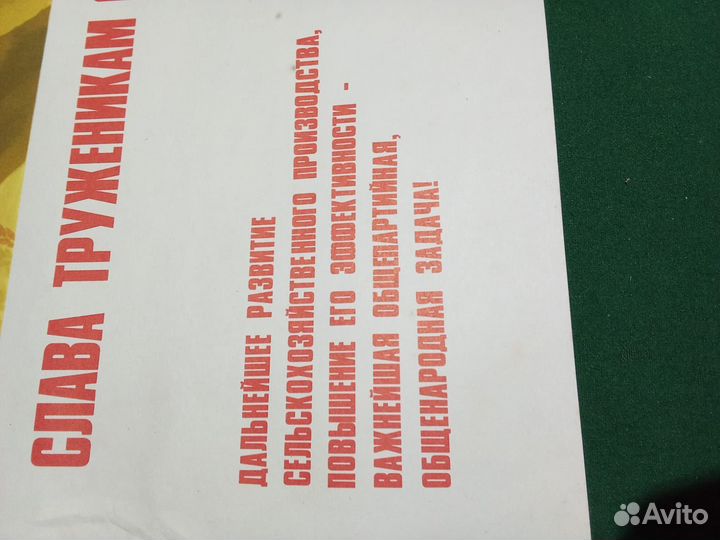 СЛАВА ТРУЖЕНИКАМ
ДАЛЬНЕЙШЕЕ РАЗВИТИЕ
СЕЛЬСКОХОЗЯЙСТВЕННОГО ПРОИЗВОДСТВА,
ПОВЫШЕНИЕ ЕГО ЭФФЕКТИВНОСТИ -
ВАЖНЕЙШАЯ ОБЩЕПАРТИЙНАЯ,
ОБЩЕНАРОДНАЯ ЗАДАЧА!
Avito